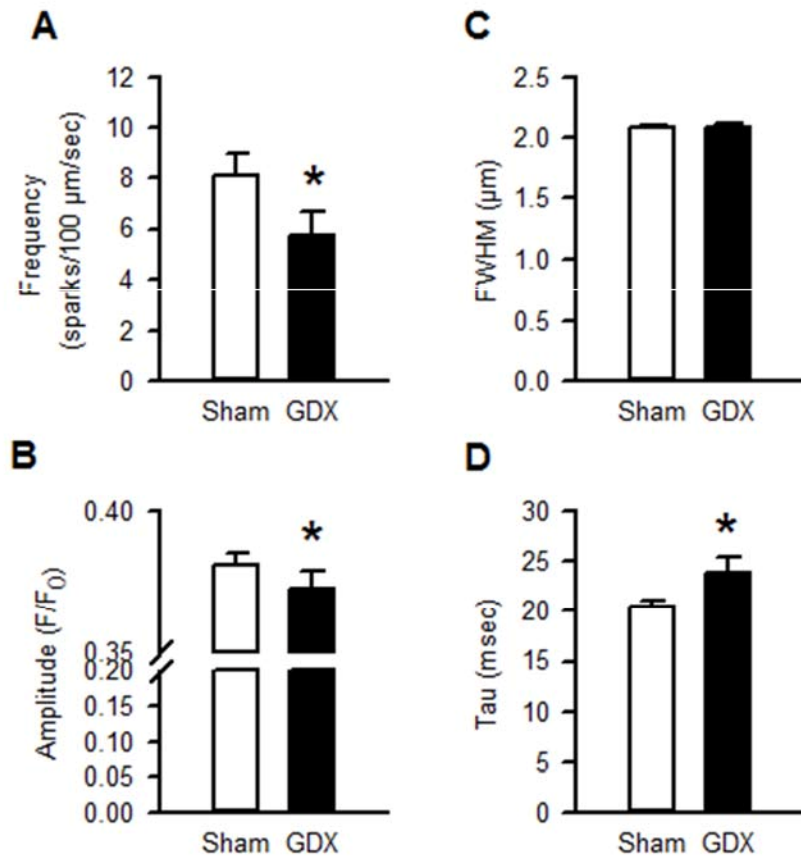 A
12
10
8
6
4
2
0
Frequency
(sparks/100 μm/sec)
*
Sham GDX
B
0.40
0.35
0.20
0.15
0.10
0.05
0.00
Amplitude (F/F0)
*
Sham GDX
C
2.5
2.0
1.5
1.0
0.5
0.0
FWHM (μm)
Sham GDX
D
30
25
20
15
10
5
0
Tau (msec)
*
Sham GDX